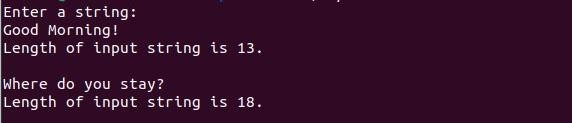 Enter a string:
Good Morning!
Length of input string is 13.
Where do you stay?
Length of input string is 18.